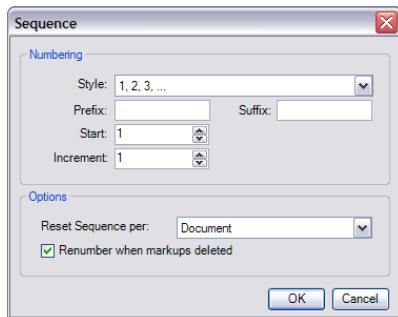 Sequence
Numbering
Style: 1, 2, 3, ...
Prefix: Suffix:
Start: 1
Increment: 1
Options
Reset Sequence per: Document
Renumber when markups deleted
OK Cancel